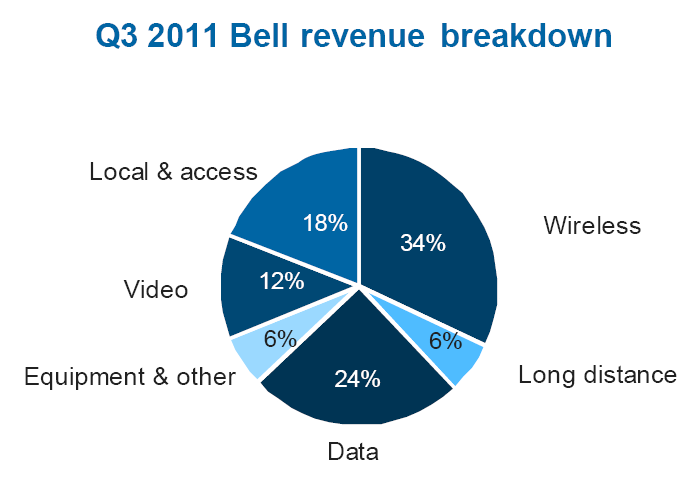 Q3 2011 Bell revenue breakdown
Local & access
18%
34%
Wireless
Video
12%
6%
6%
Equipment & other
24%
Long distance
Data